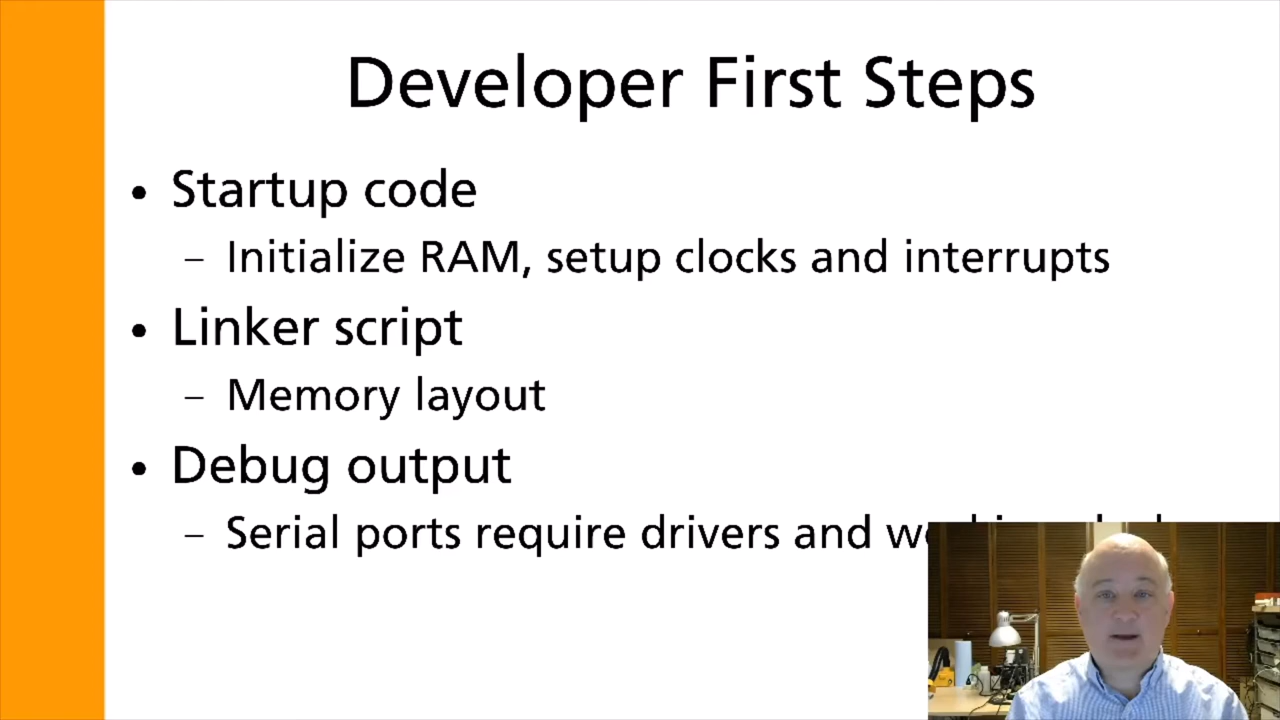 Developer First Steps
• Startup code
– Initialize RAM, setup clocks and interrupts
• Linker script
– Memory layout
• Debug output
– Serial ports require drivers and